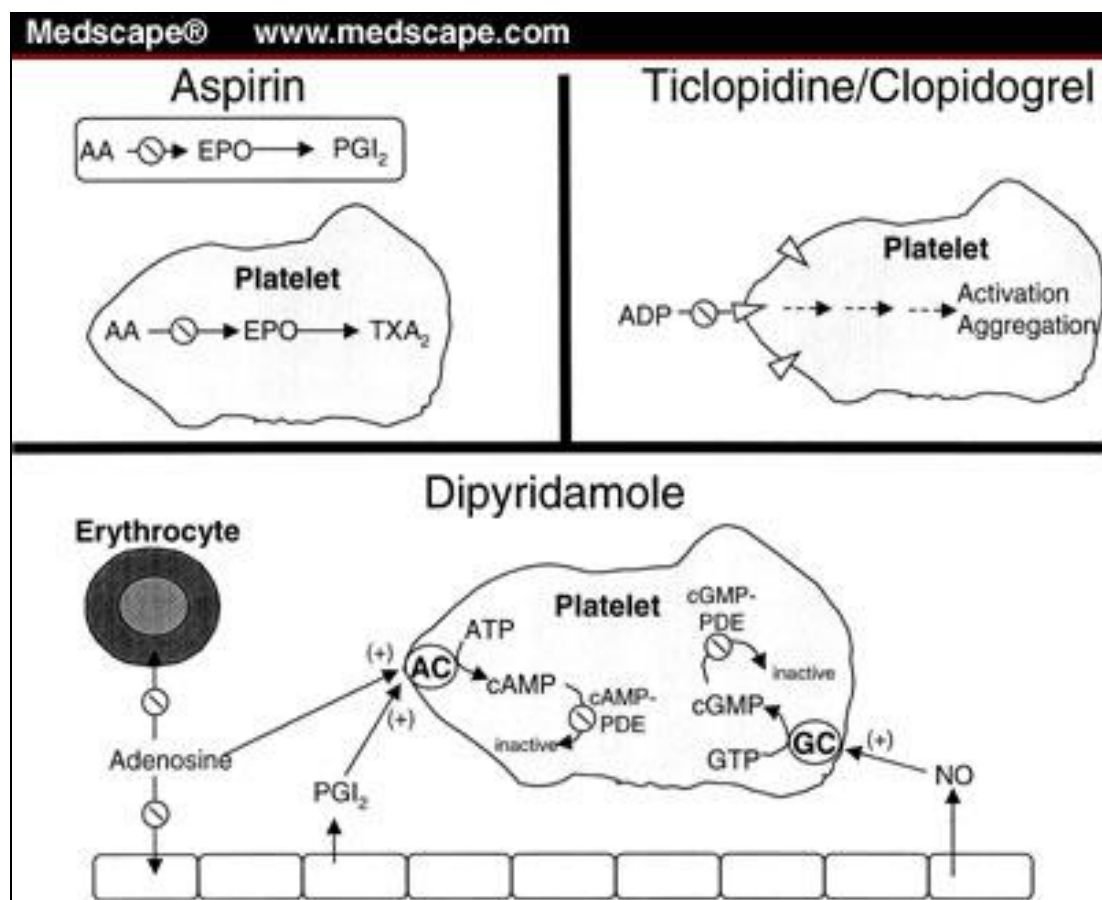 Medscape® www.medscape.com
Aspirin
AA EPO PGI₂
Platelet
AA EPO TXA₂
Ticlopidine/Clopidogrel
Platelet
ADP
Activation
Aggregation
Dipyridamole
Erythrocyte
Adenosine
PGI₂
(+)
(+)
AC
ATP
cAMP
cAMP-
PDE
inactive
Platelet
cGMP-
PDE
inactive
cGMP
GTP
GC
(+)
NO